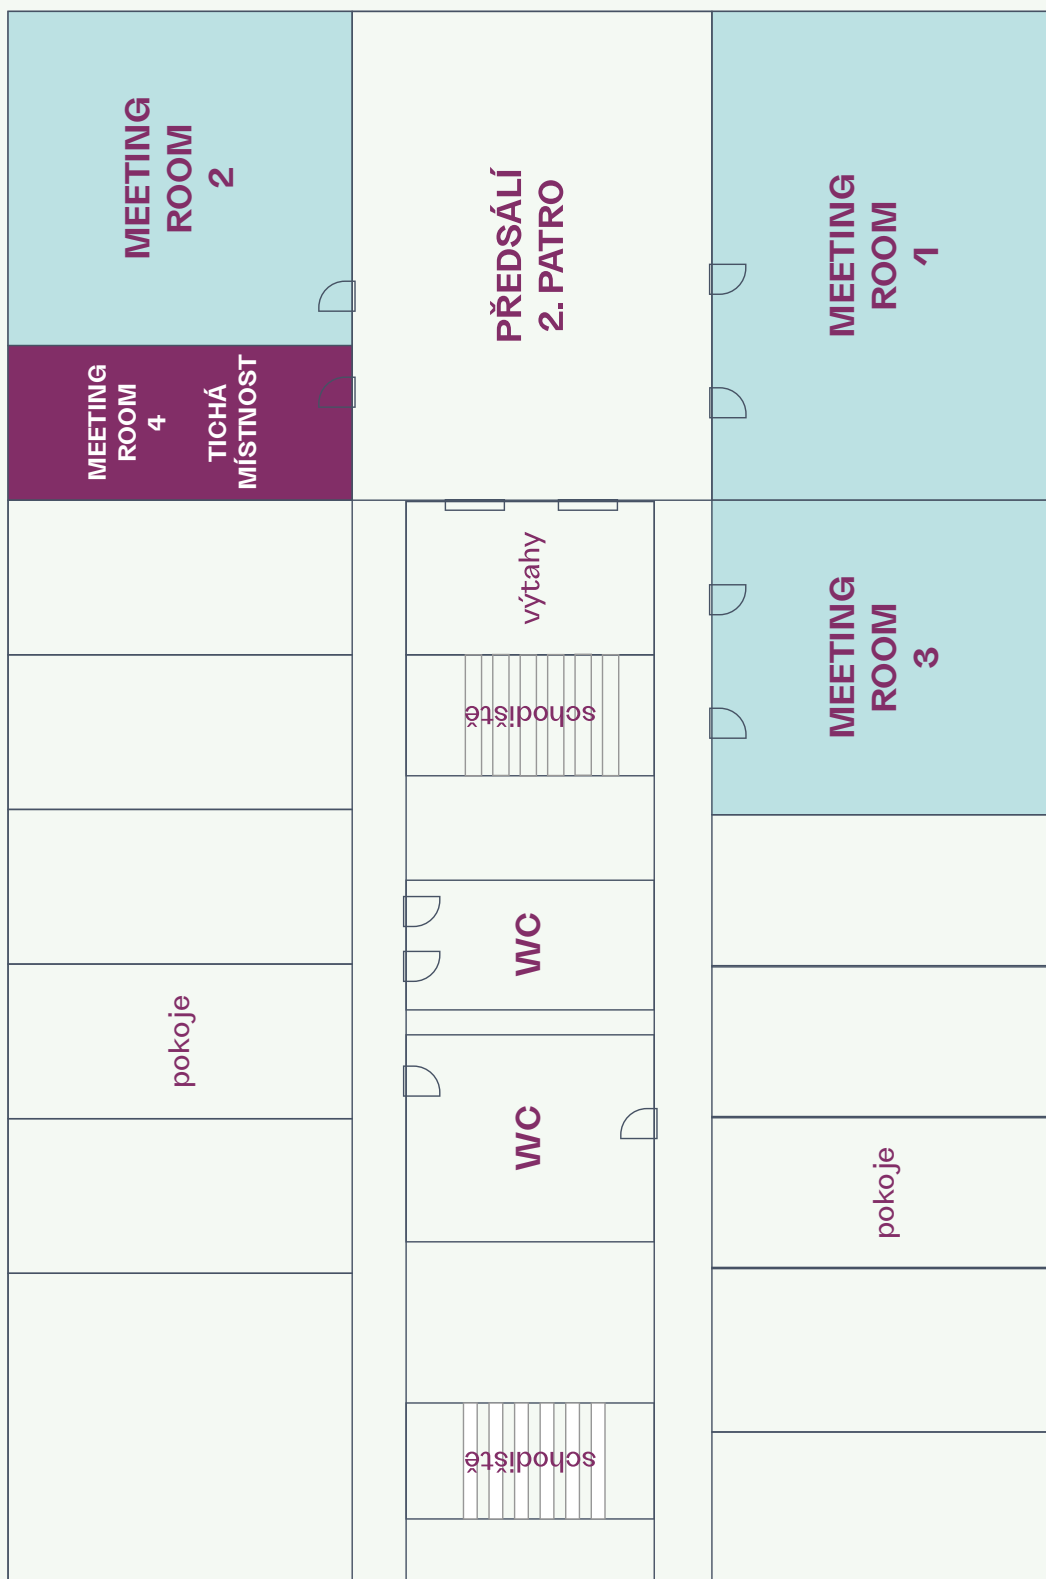 MEETING
ROOM
2
PŘEDSÁLÍ
2. PATRO
MEETING
ROOM
1
MEETING
ROOM
4
TICHÁ
MÍSTNOST
výtahy
MEETING
ROOM
3
schodiště
WC
pokoje
WC
pokoje
schodiště